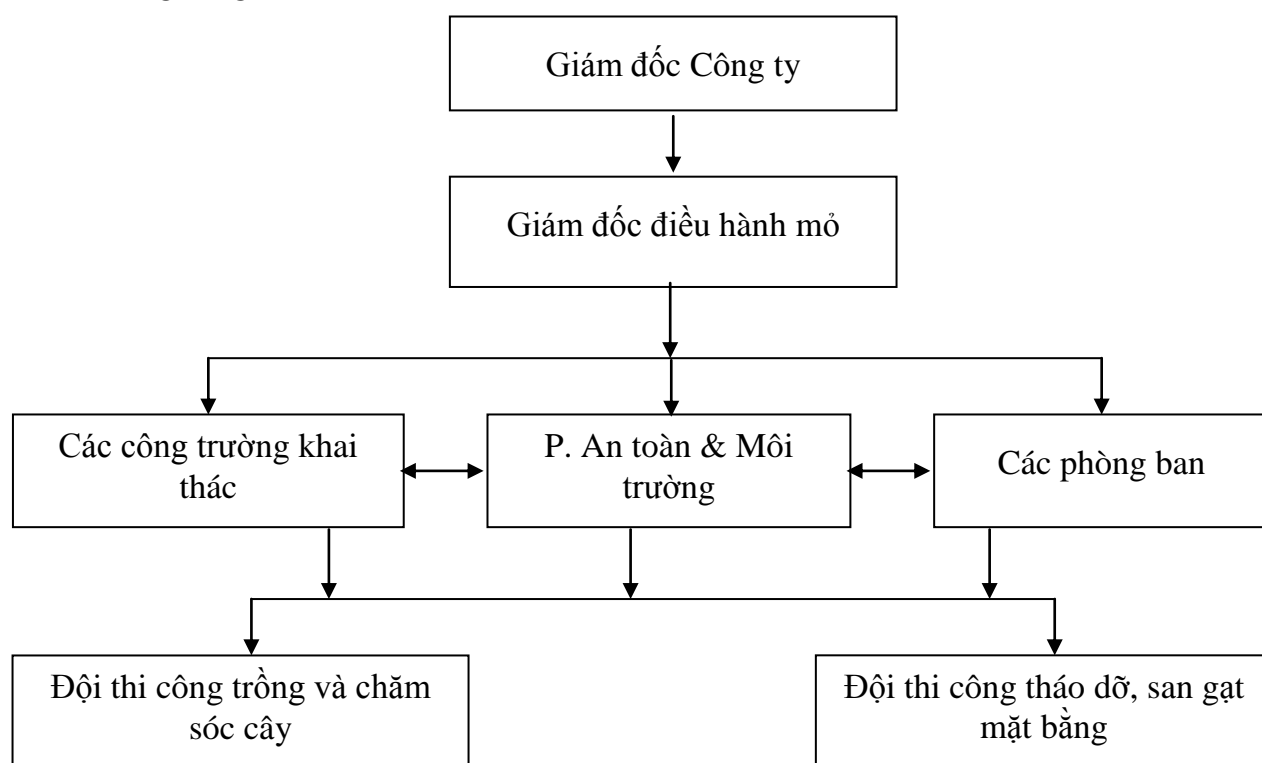 Giám đốc Công ty
Giám đốc điều hành mỏ
Các công trường khai
thác
P. An toàn & Môi
trường
Các phòng ban
Đội thi công trồng và chăm
sóc cây
Đội thi công tháo dỡ, san gạt
mặt bằng